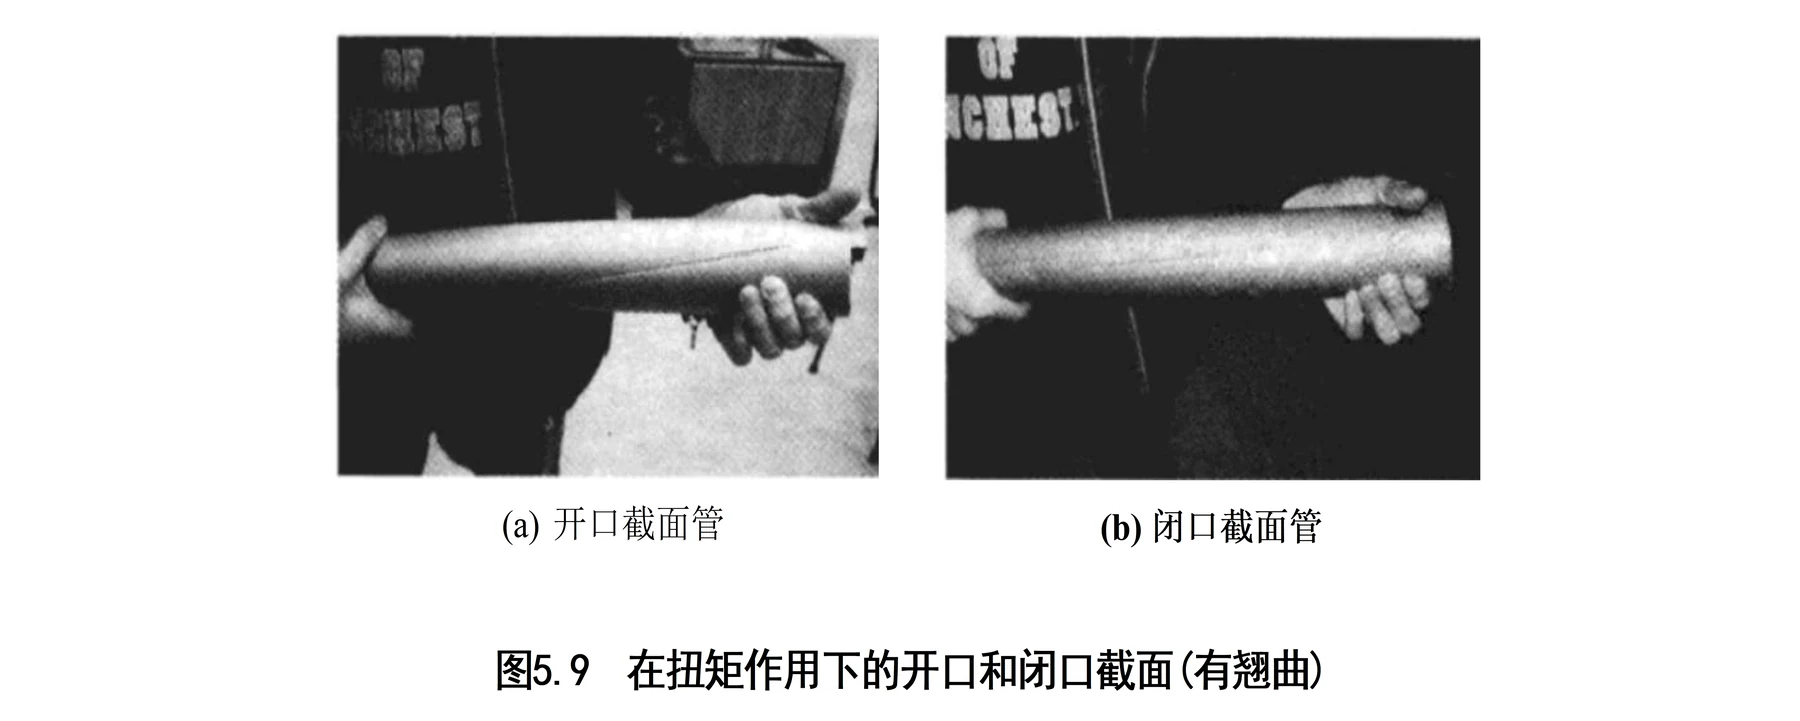 OF
CHEST
OF
NCHEST
(a) 开口截面管
(b) 闭口截面管
图5.9 在扭矩作用下的开口和闭口截面(有翘曲)